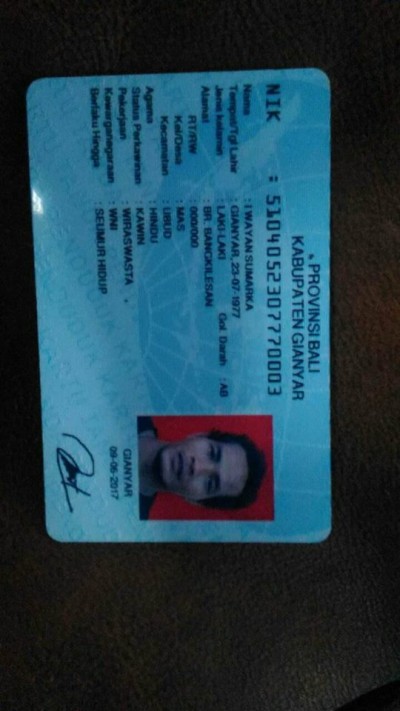 PROVINSI BALI
KABUPATEN GIANYAR
NIK : 5104052307770003
Nama : I WAYAN SUMARKA
Tempat/Tgl Lahir : GIANYAR, 23-07-1977
Jenis kelamin : LAKI-LAKI Gol. Darah : AB
Alamat : BR. BANGKILESAN
RT/RW : 000/000
Kel/Desa : MAS
Kecamatan : UBUD
Agama : HINDU
Status Perkawinan : KAWIN
Pekerjaan : WIRASWASTA
Kewarganegaraan : WNI
Berlaku Hingga : SEUMUR HIDUP
GIANYAR
09-06-2017